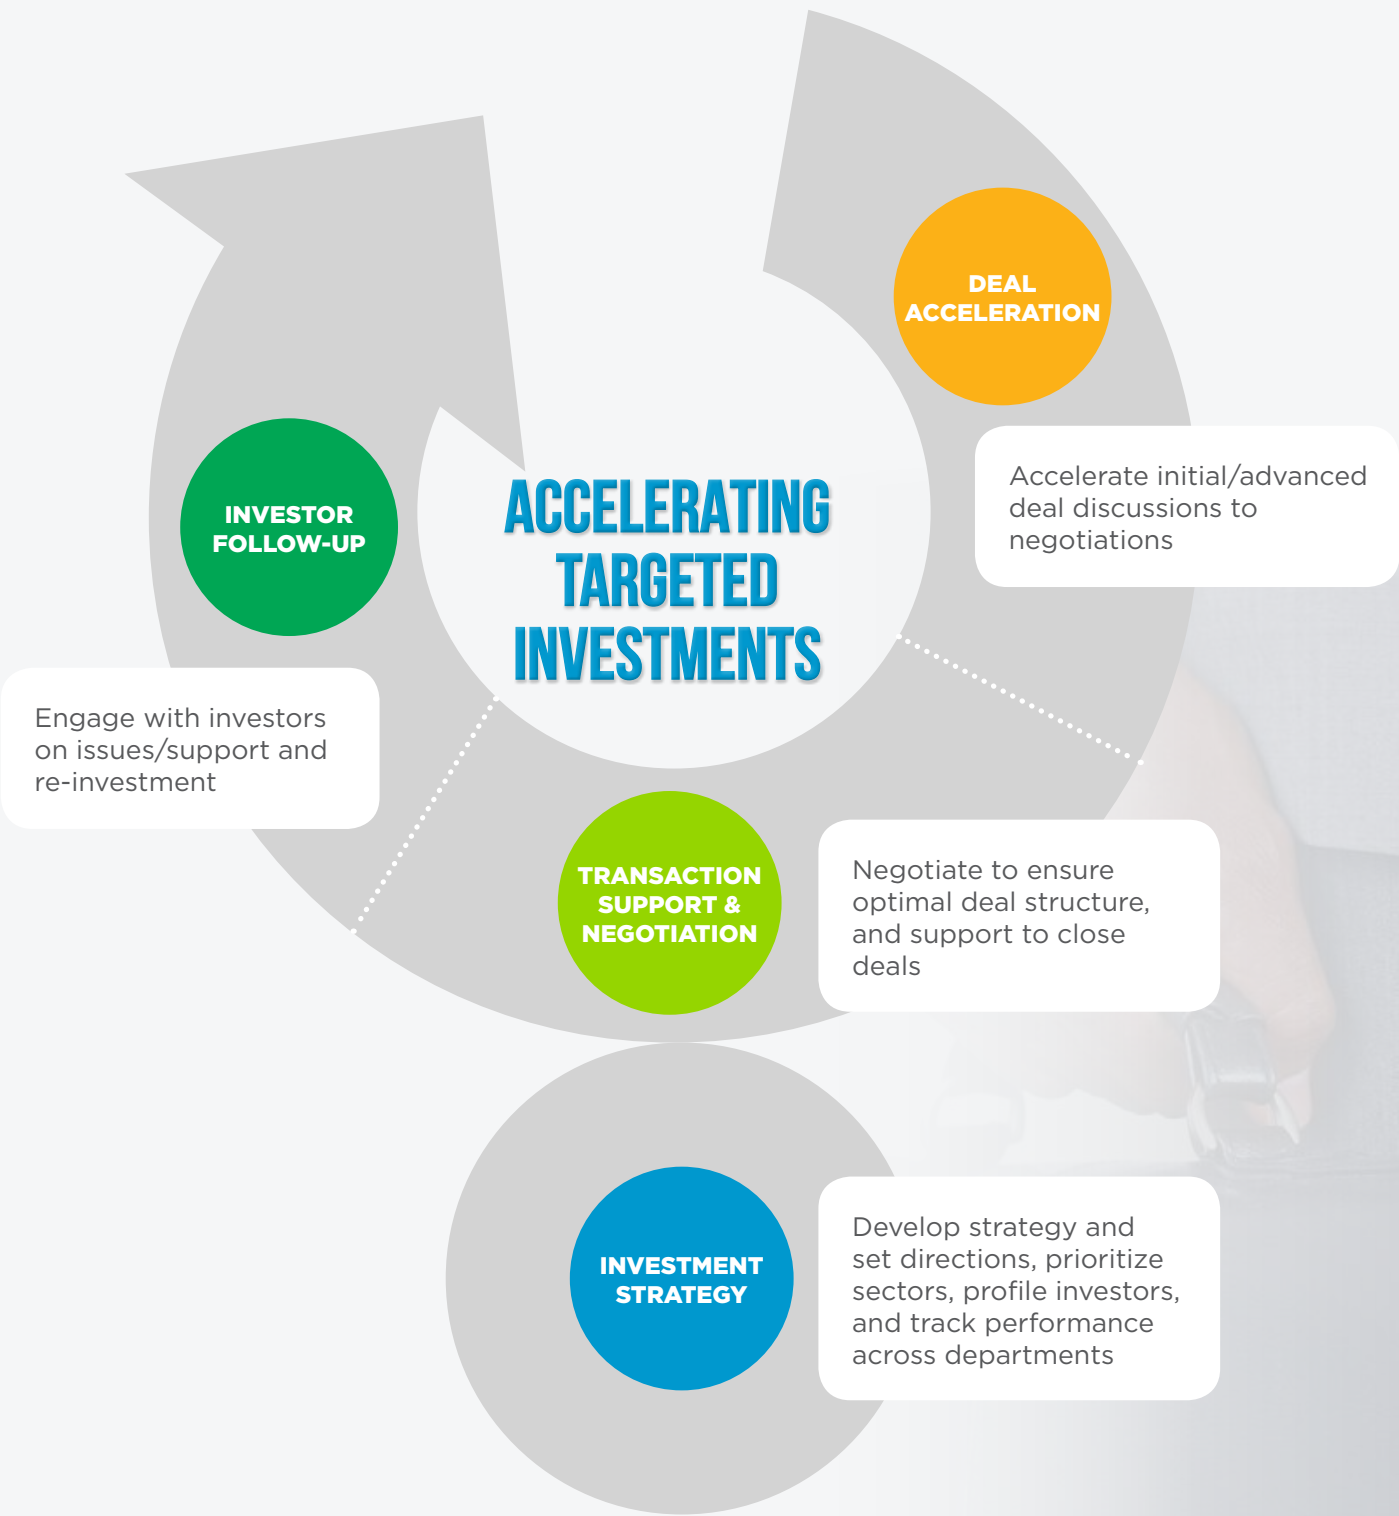 DEAL
ACCELERATION
Accelerate initial/advanced
deal discussions to
negotiations
INVESTOR
FOLLOW-UP
ACCELERATING
TARGETED
INVESTMENTS
Engage with investors
on issues/support and
re-investment
TRANSACTION
SUPPORT &
NEGOTIATION
Negotiate to ensure
optimal deal structure,
and support to close
deals
INVESTMENT
STRATEGY
Develop strategy and
set directions, prioritize
sectors, profile investors,
and track performance
across departments